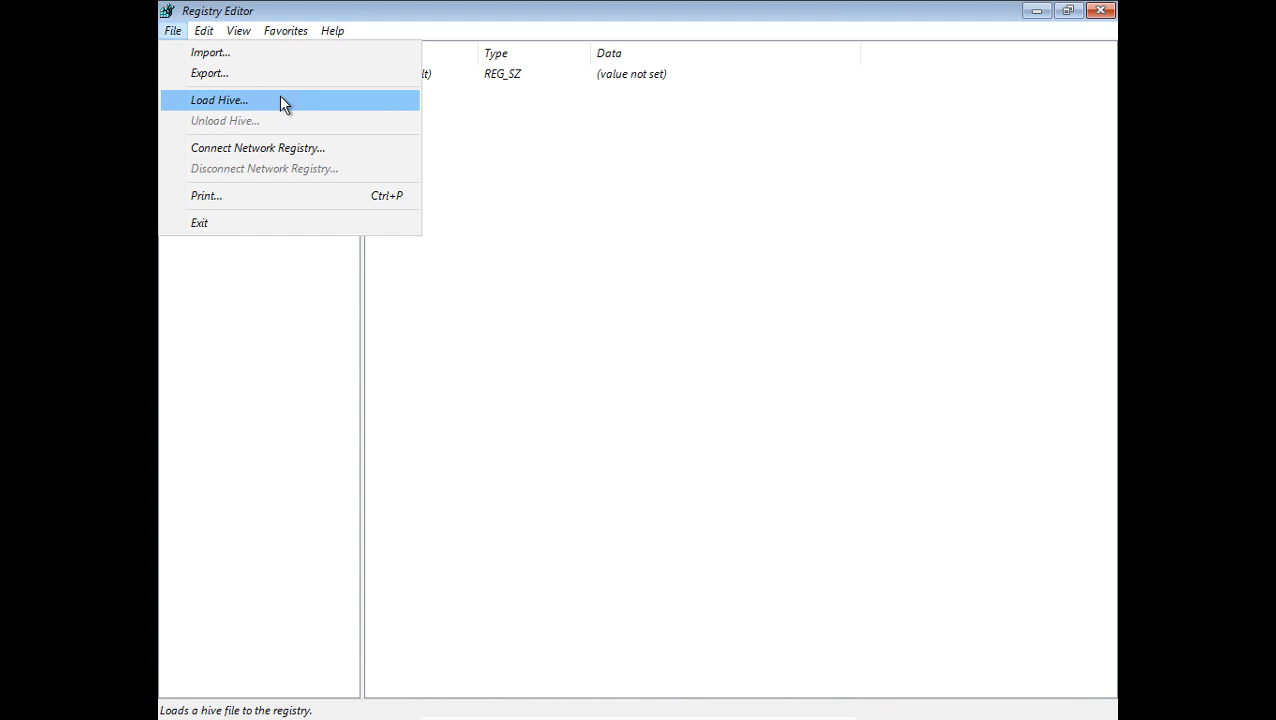 Registry Editor
File Edit View Favorites Help
Import...
Export...
Load Hive...
Unload Hive...
Connect Network Registry...
Disconnect Network Registry...
Print... Ctrl+P
Exit
Type Data
lt) REG_SZ (value not set)
Loads a hive file to the registry.